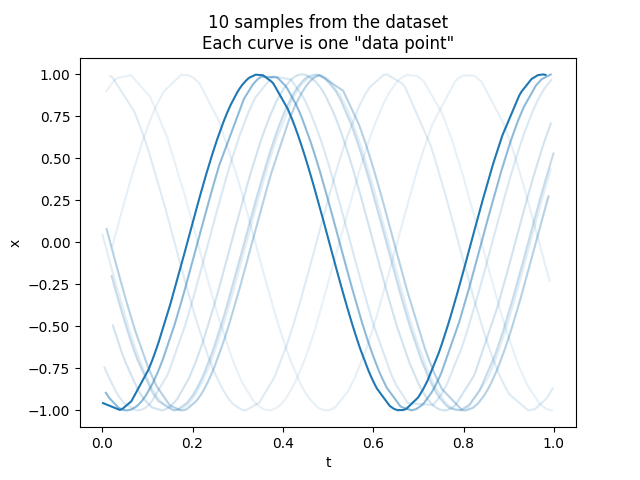 10 samples from the dataset
Each curve is one "data point"
1.00
0.75
0.50
0.25
0.00
−0.25
−0.50
−0.75
−1.00
x
0.0 0.2 0.4 0.6 0.8 1.0
t